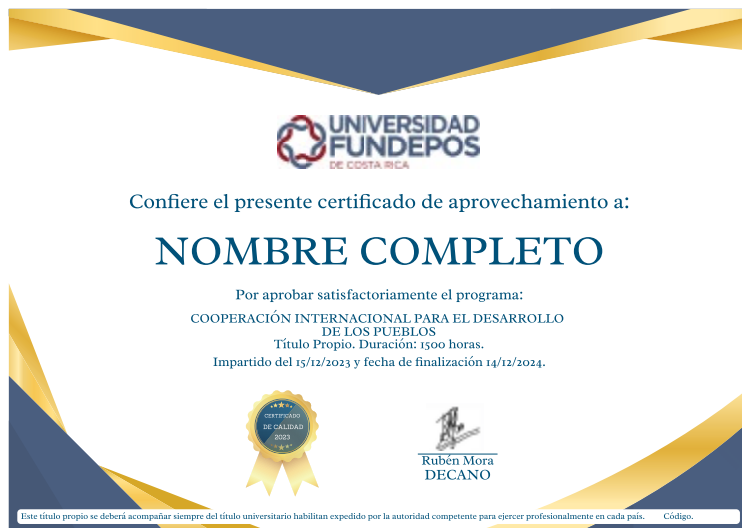 UNIVERSIDAD
FUNDEPOS
DE COSTA RICA
Confiere el presente certificado de aprovechamiento a:
NOMBRE COMPLETO
Por aprobar satisfactoriamente el programa:
COOPERACIÓN INTERNACIONAL PARA EL DESARROLLO
DE LOS PUEBLOS
Título Propio. Duración: 1500 horas.
Impartido del 15/12/2023 y fecha de finalización 14/12/2024.
CERTIFICADO
DE CALIDAD
2023
Rubén Mora
DECANO
Este título propio se deberá acompañar siempre del título universitario habilitan expedido por la autoridad competente para ejercer profesionalmente en cada país. Código.